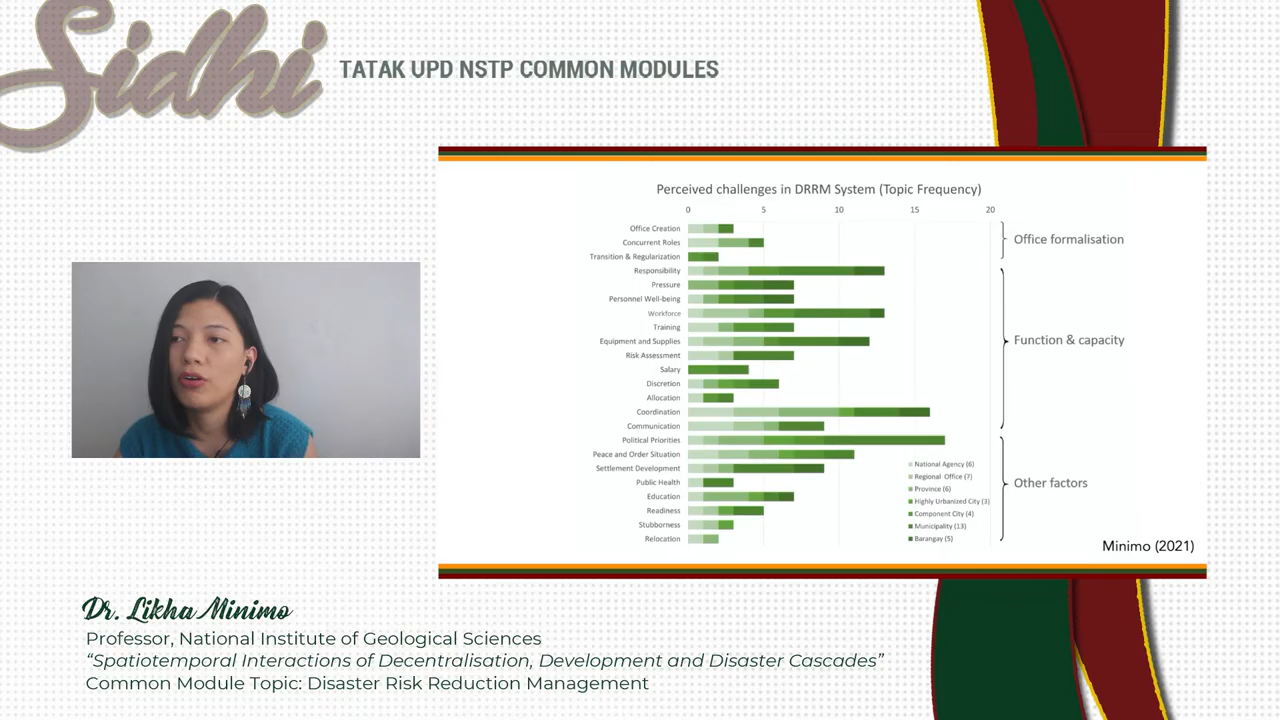 Sidhi
TATAK UPD NSTP COMMON MODULES
Perceived challenges in DRRM System (Topic Frequency)
0 5 10 15 20
Office Creation
Concurrent Roles
Transition & Regularization
Responsibility
Pressure
Personnel Well-being
Workforce
Training
Equipment and Supplies
Risk Assessment
Salary
Discretion
Allocation
Coordination
Communication
Political Priorities
Peace and Order Situation
Settlement Development
Public Health
Education
Readiness
Stubborness
Relocation
National Agency (6)
Regional Office (7)
Province (6)
Highly Urbanized City (3)
Component City (4)
Municipality (13)
Barangay (5)
Office formalisation
Function & capacity
Other factors
Minimo (2021)
Dr. Likha Minimo
Professor, National Institute of Geological Sciences
“Spatiotemporal Interactions of Decentralisation, Development and Disaster Cascades”
Common Module Topic: Disaster Risk Reduction Management